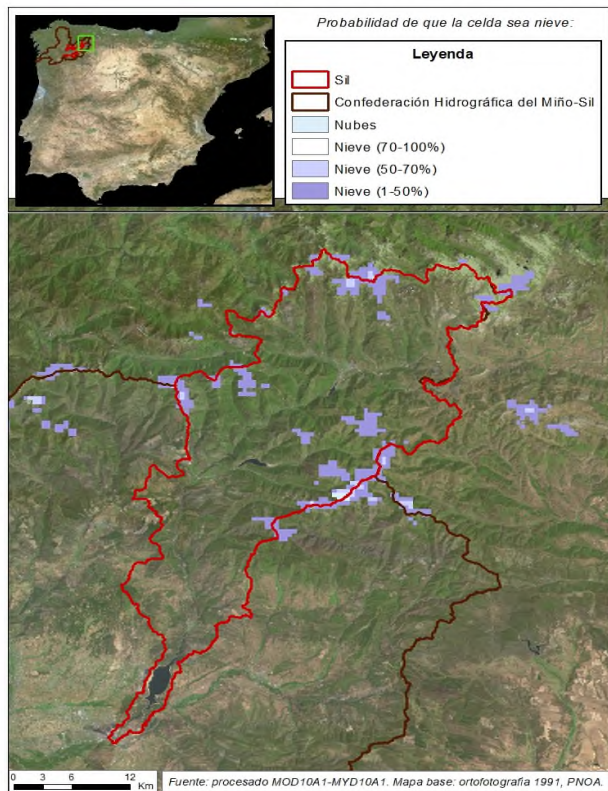 Probabilidad de que la celda sea nieve:
Leyenda
Sil
Confederación Hidrográfica del Miño-Sil
Nubes
Nieve (70-100%)
Nieve (50-70%)
Nieve (1-50%)
0 3 6 12
Km
Fuente: procesado MOD10A1-MYD10A1. Mapa base: ortofotografía 1991, PNOA.